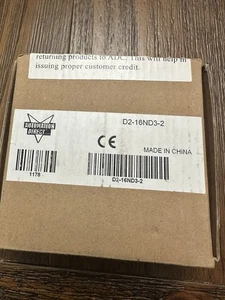 returning products to ADC. This will help in
issuing proper customer credit.
D2-16ND3-2
AUTOMATION
DIRECT
CE
MADE IN CHINA
1178
D2-16ND3-2